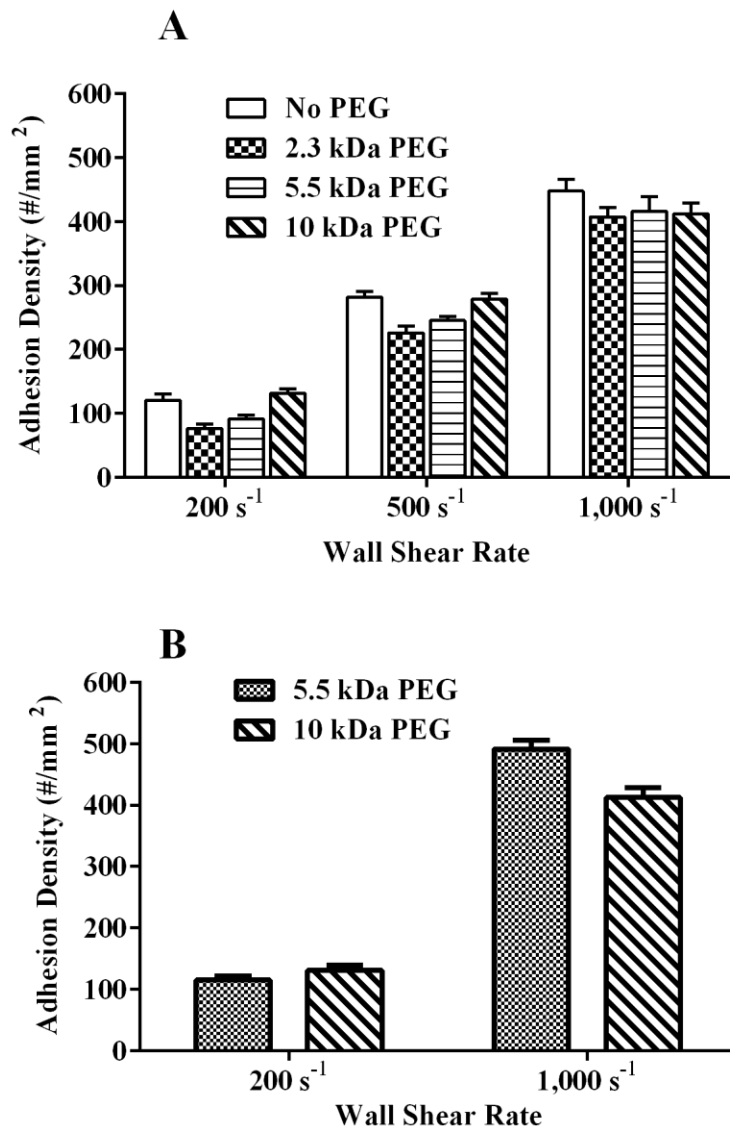 A
600
500
400
300
200
100
0
Adhesion Density (#/mm²)
No PEG
2.3 kDa PEG
5.5 kDa PEG
10 kDa PEG
200 s⁻¹ 500 s⁻¹ 1,000 s⁻¹
Wall Shear Rate
B
600
500
400
300
200
100
0
Adhesion Density (#/mm²)
5.5 kDa PEG
10 kDa PEG
200 s⁻¹ 1,000 s⁻¹
Wall Shear Rate